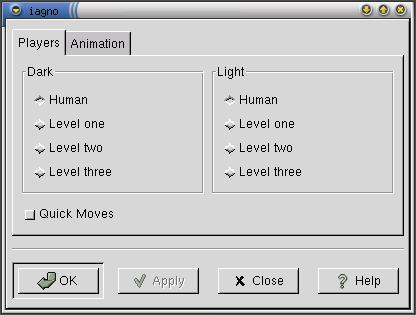 iagno
Players Animation
Dark Light
Human Human
Level one Level one
Level two Level two
Level three Level three
Quick Moves
OK Apply Close Help